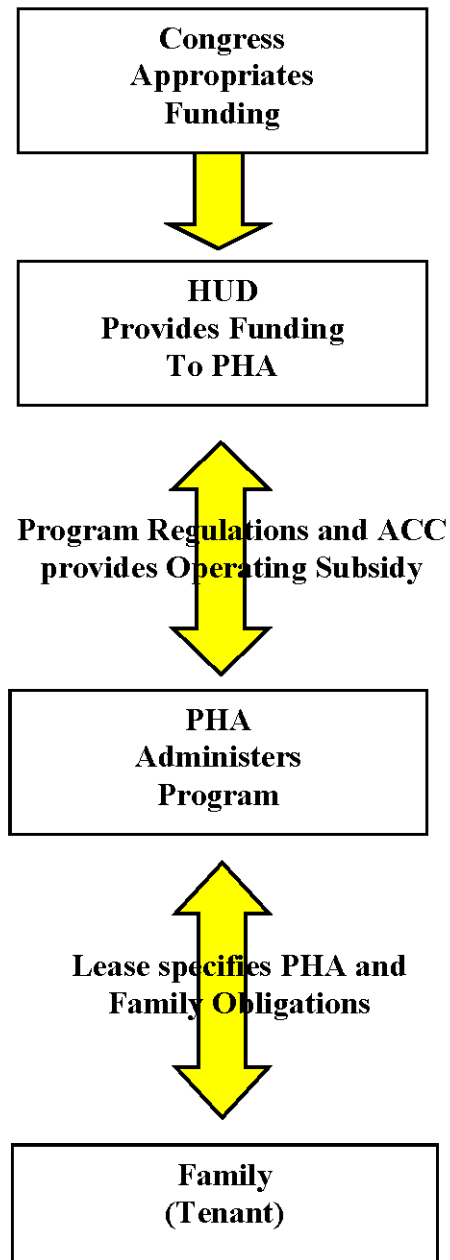 Congress
Appropriates
Funding
HUD
Provides Funding
To PHA
Program Regulations and ACC
provides Operating Subsidy
PHA
Administers
Program
Lease specifies PHA and
Family Obligations
Family
(Tenant)